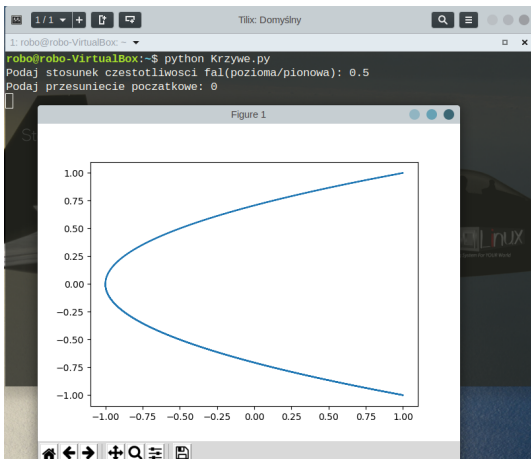 1 / 1
Tilix: Domyślny
1: robo@robo-VirtualBox: ~
robo@robo-VirtualBox:~$ python Krzywe.py
Podaj stosunek czestotliwosci fal(pozioma/pionowa): 0.5
Podaj przesuniecie poczatkowe: 0
Figure 1
1.00
0.75
0.50
0.25
0.00
−0.25
−0.50
−0.75
−1.00
−1.00 −0.75 −0.50 −0.25 0.00 0.25 0.50 0.75 1.00